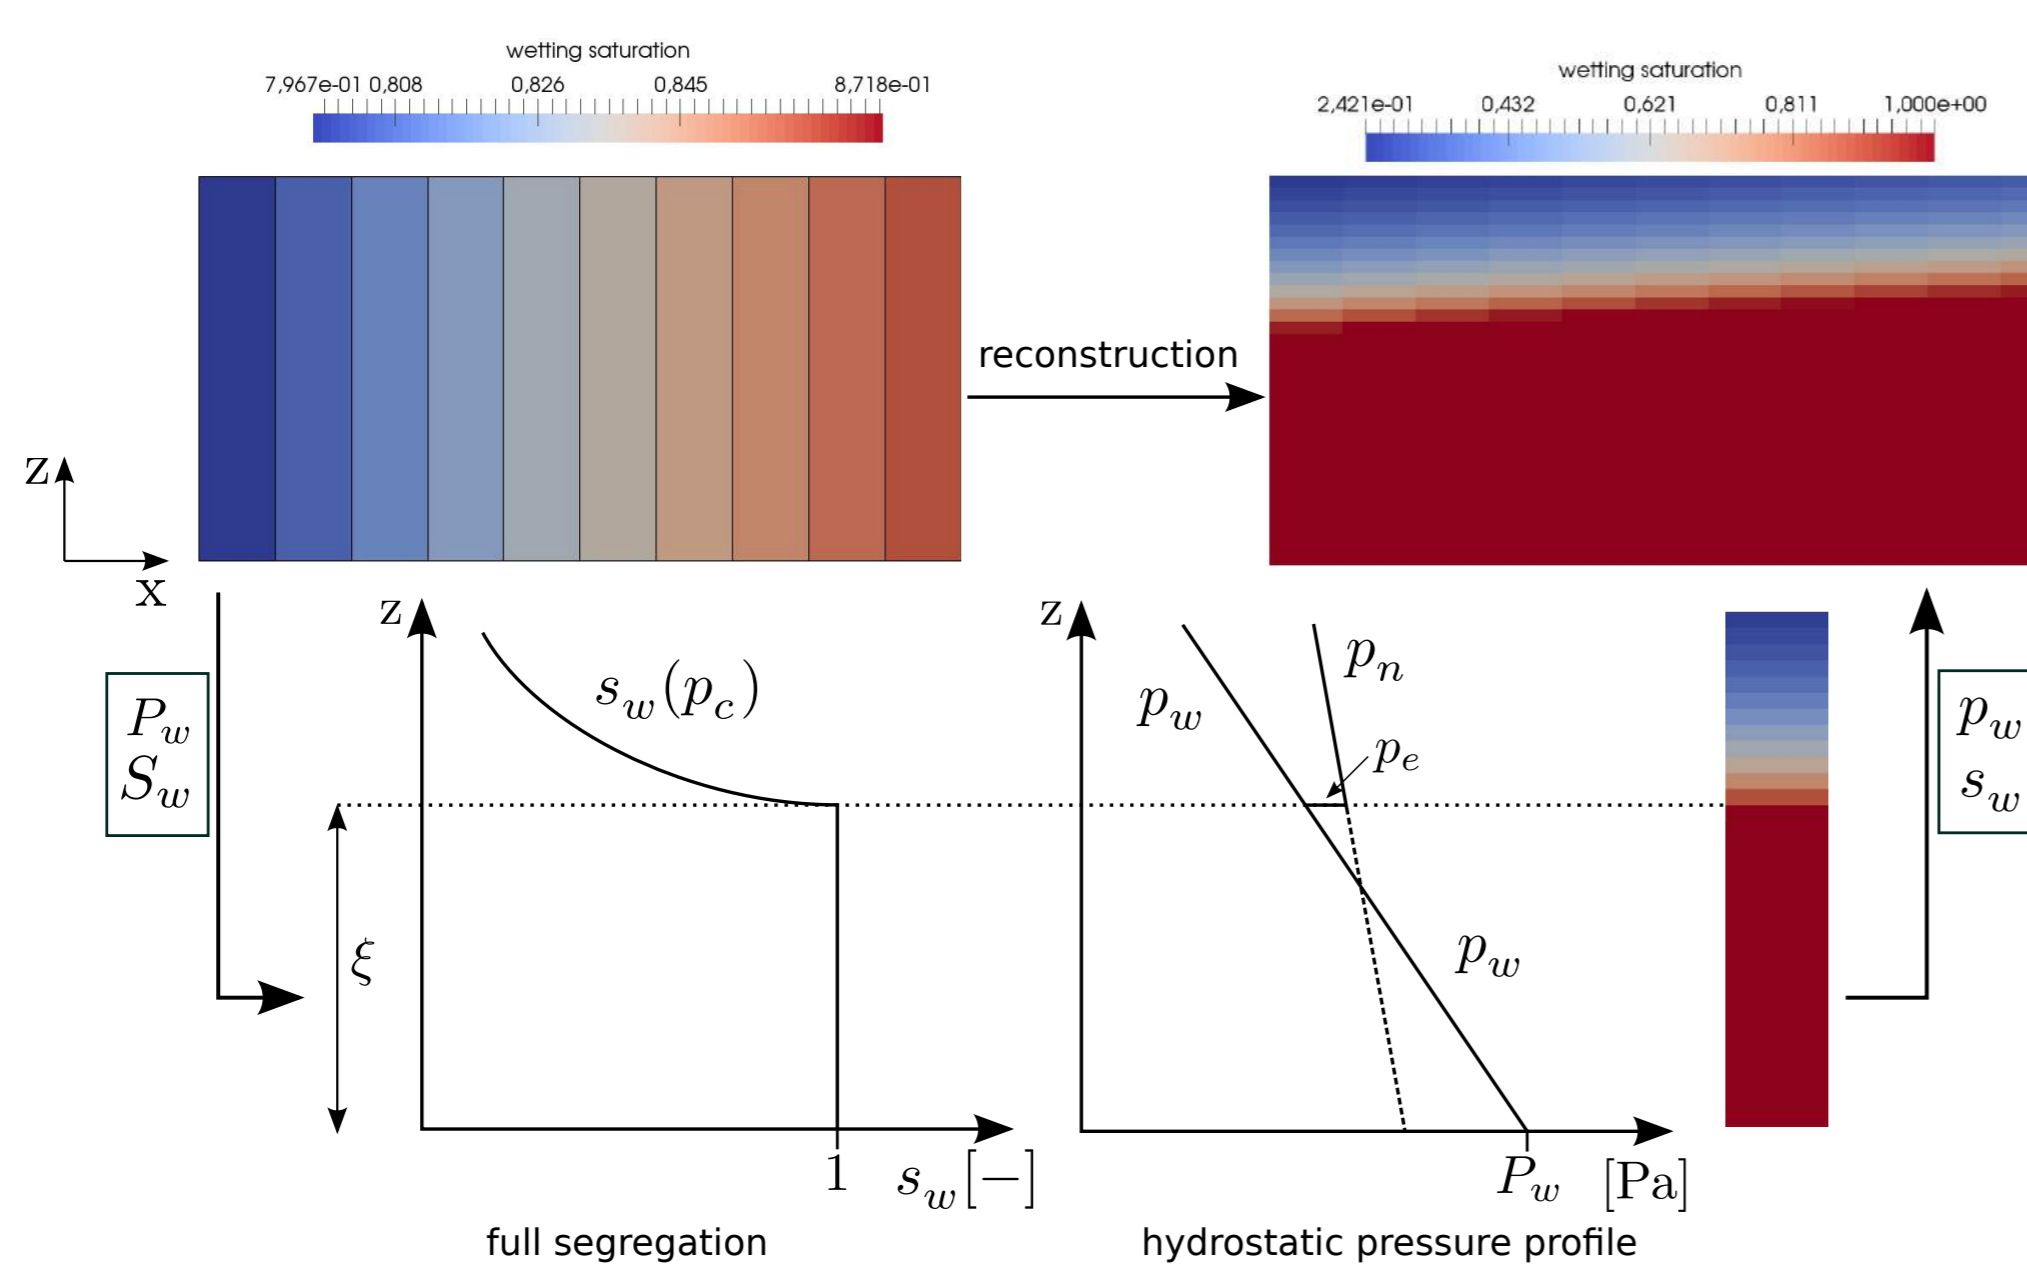 wetting saturation
7,967e-01 0,808 0,826 0,845 8,718e-01
wetting saturation
2,421e-01 0,432 0,621 0,811 1,000e+00
reconstruction
z
x
P_w
S_w
z
s_w(p_c)
ξ
1
s_w[−]
full segregation
z
p_w
p_n
p_e
p_w
P_w
[Pa]
hydrostatic pressure profile
p_w
s_w